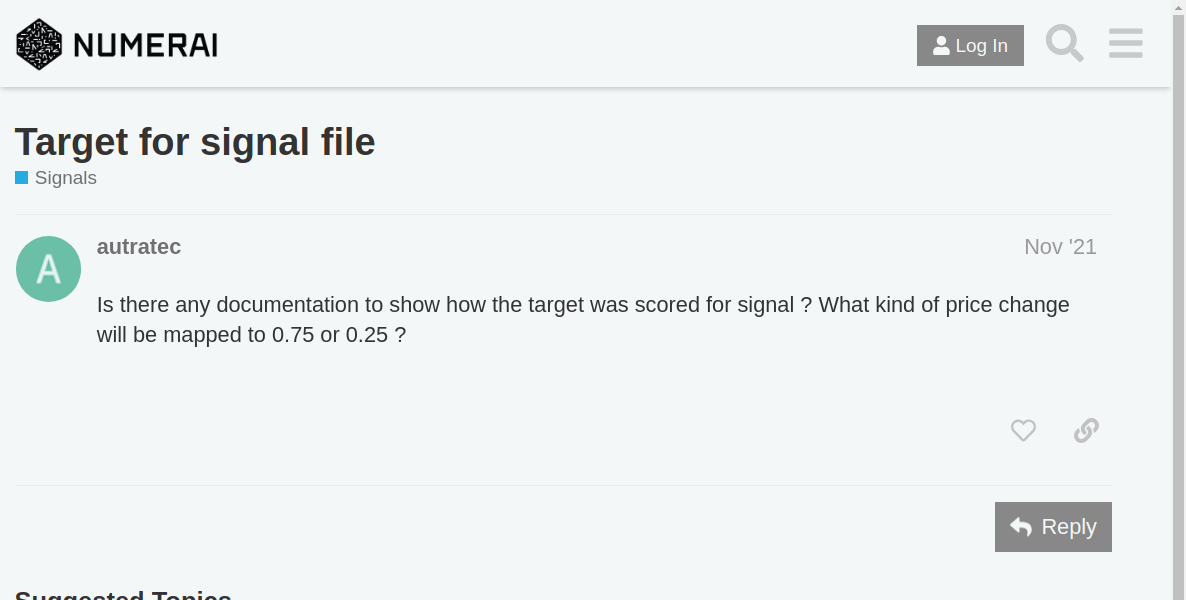 NUMERAI
Log In
Target for signal file
Signals
A
autratec
Nov '21
Is there any documentation to show how the target was scored for signal ? What kind of price change
will be mapped to 0.75 or 0.25 ?
Reply
Suggested Topics